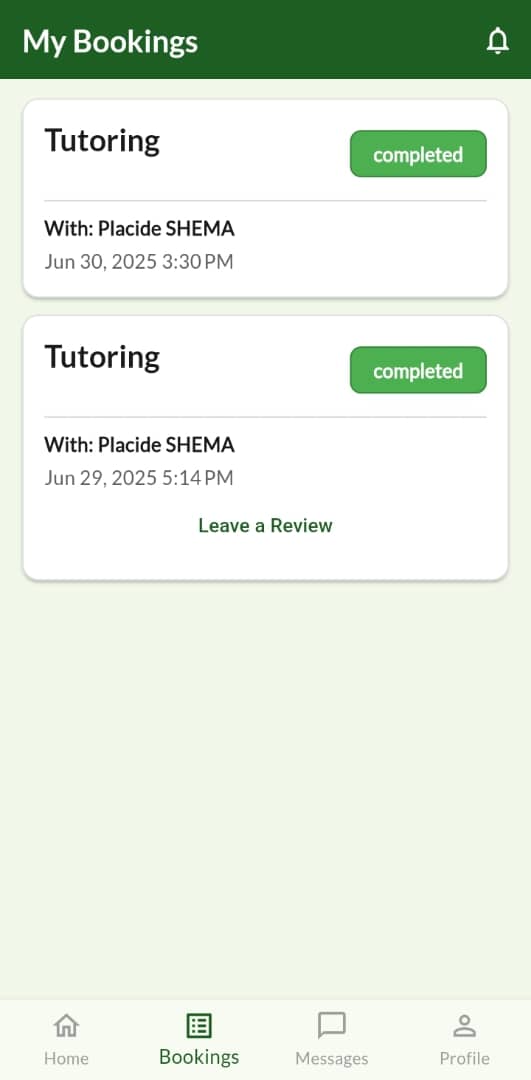 My Bookings
Tutoring
completed
With: Placide SHEMA
Jun 30, 2025 3:30 PM
Tutoring
completed
With: Placide SHEMA
Jun 29, 2025 5:14 PM
Leave a Review
Home
Bookings
Messages
Profile